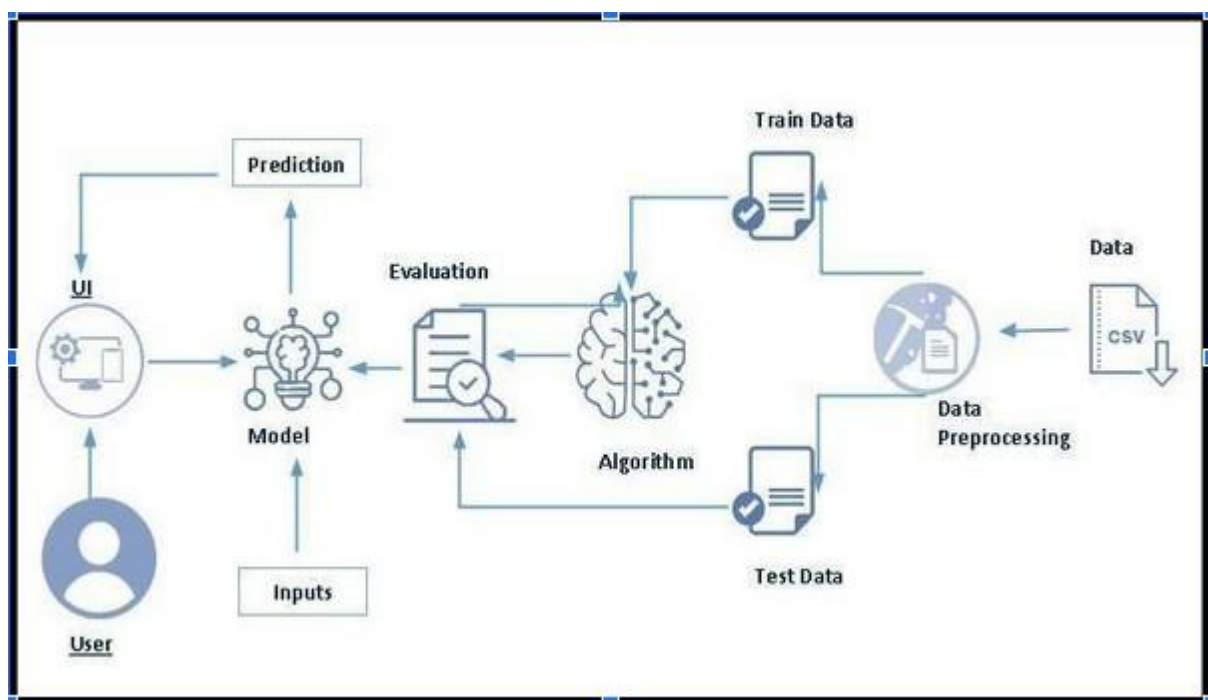 Train Data
Prediction
Data
Evaluation
UI
CSV
Data
Preprocessing
Model
Algorithm
Test Data
Inputs
User